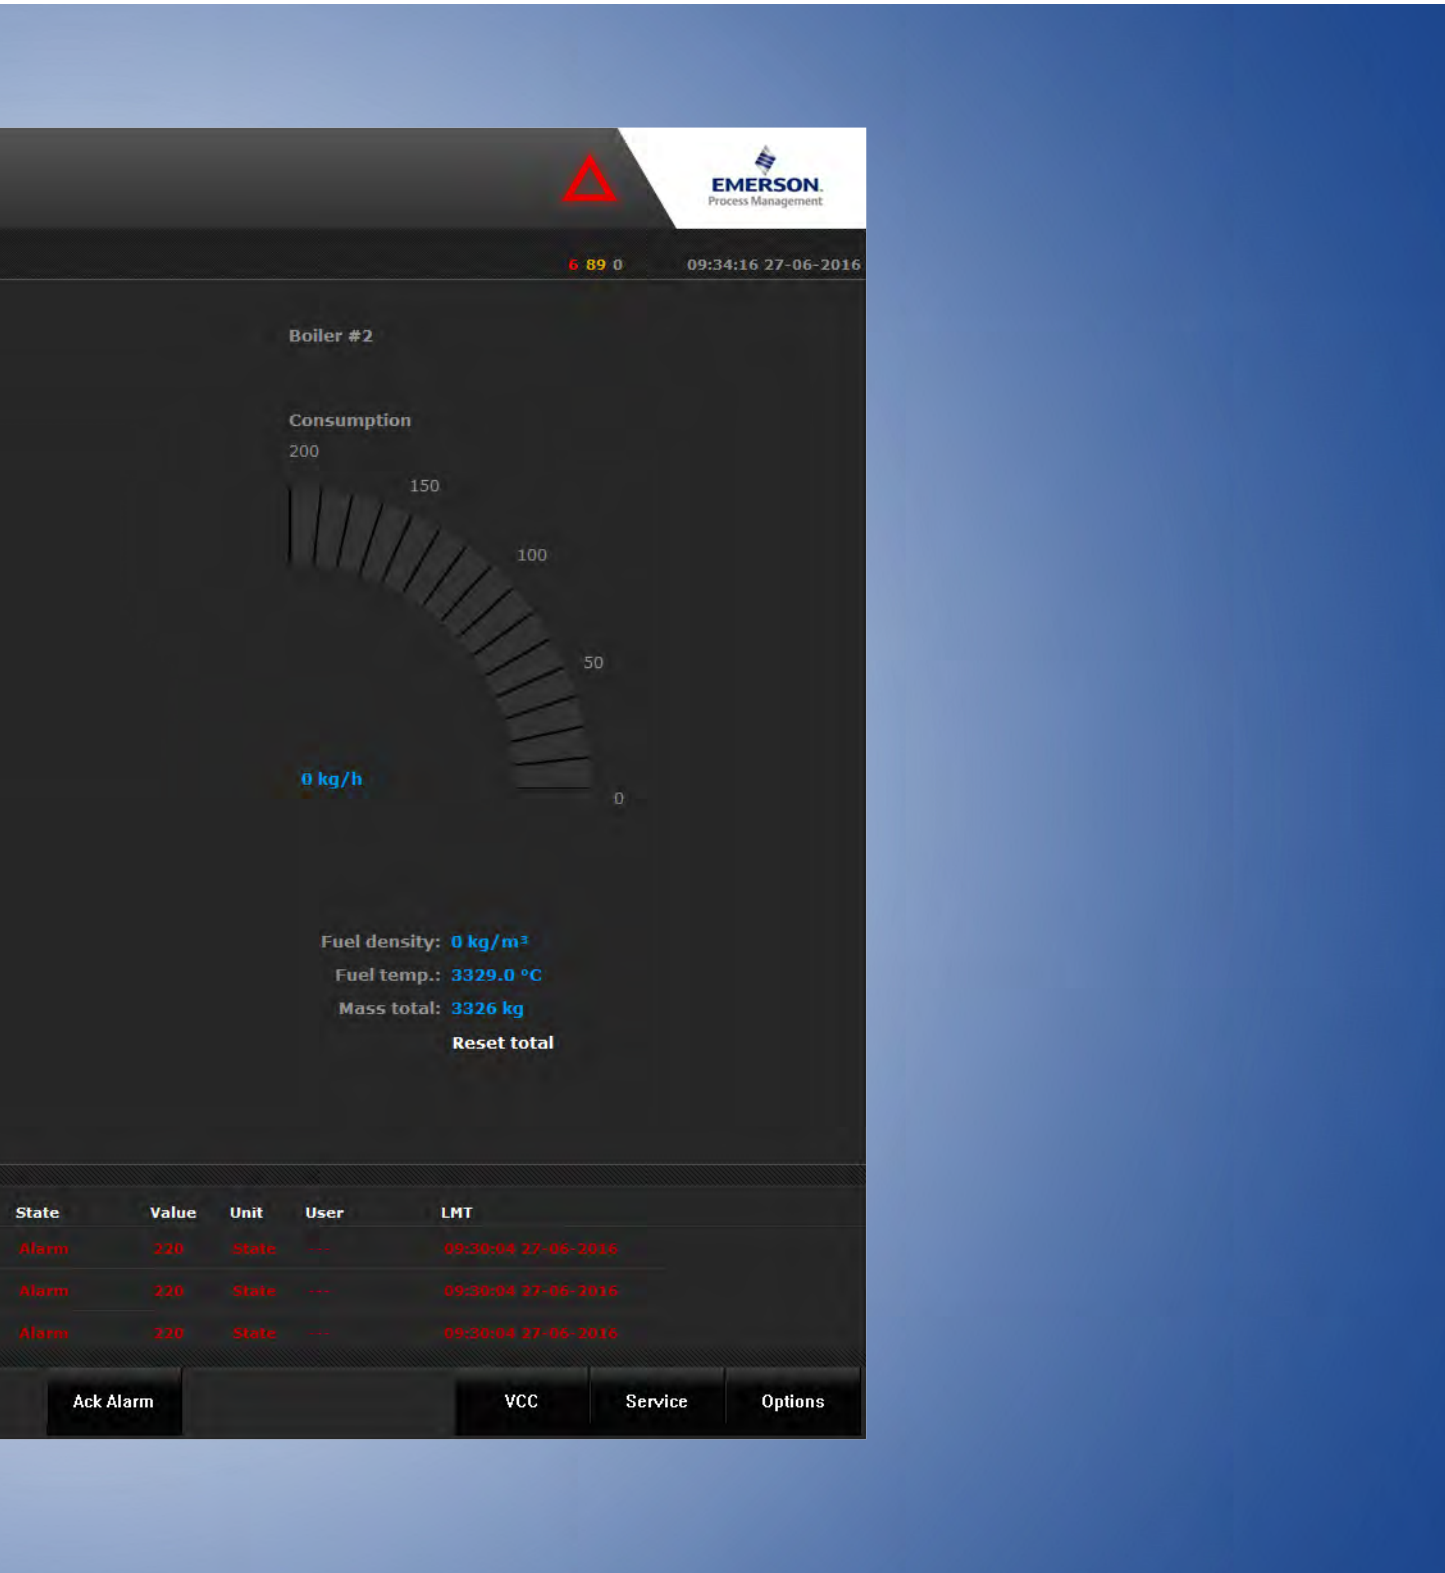 EMERSON.
Process Management
6 89 0 09:34:16 27-06-2016
Boiler #2
Consumption
200
150
100
50
0
0 kg/h
Fuel density: 0 kg/m³
Fuel temp.: 3329.0 °C
Mass total: 3326 kg
Reset total
State Value Unit User LMT
Alarm 220 State --- 09:30:04 27-06-2016
Alarm 220 State --- 09:30:04 27-06-2016
Alarm 220 State --- 09:30:04 27-06-2016
Ack Alarm VCC Service Options